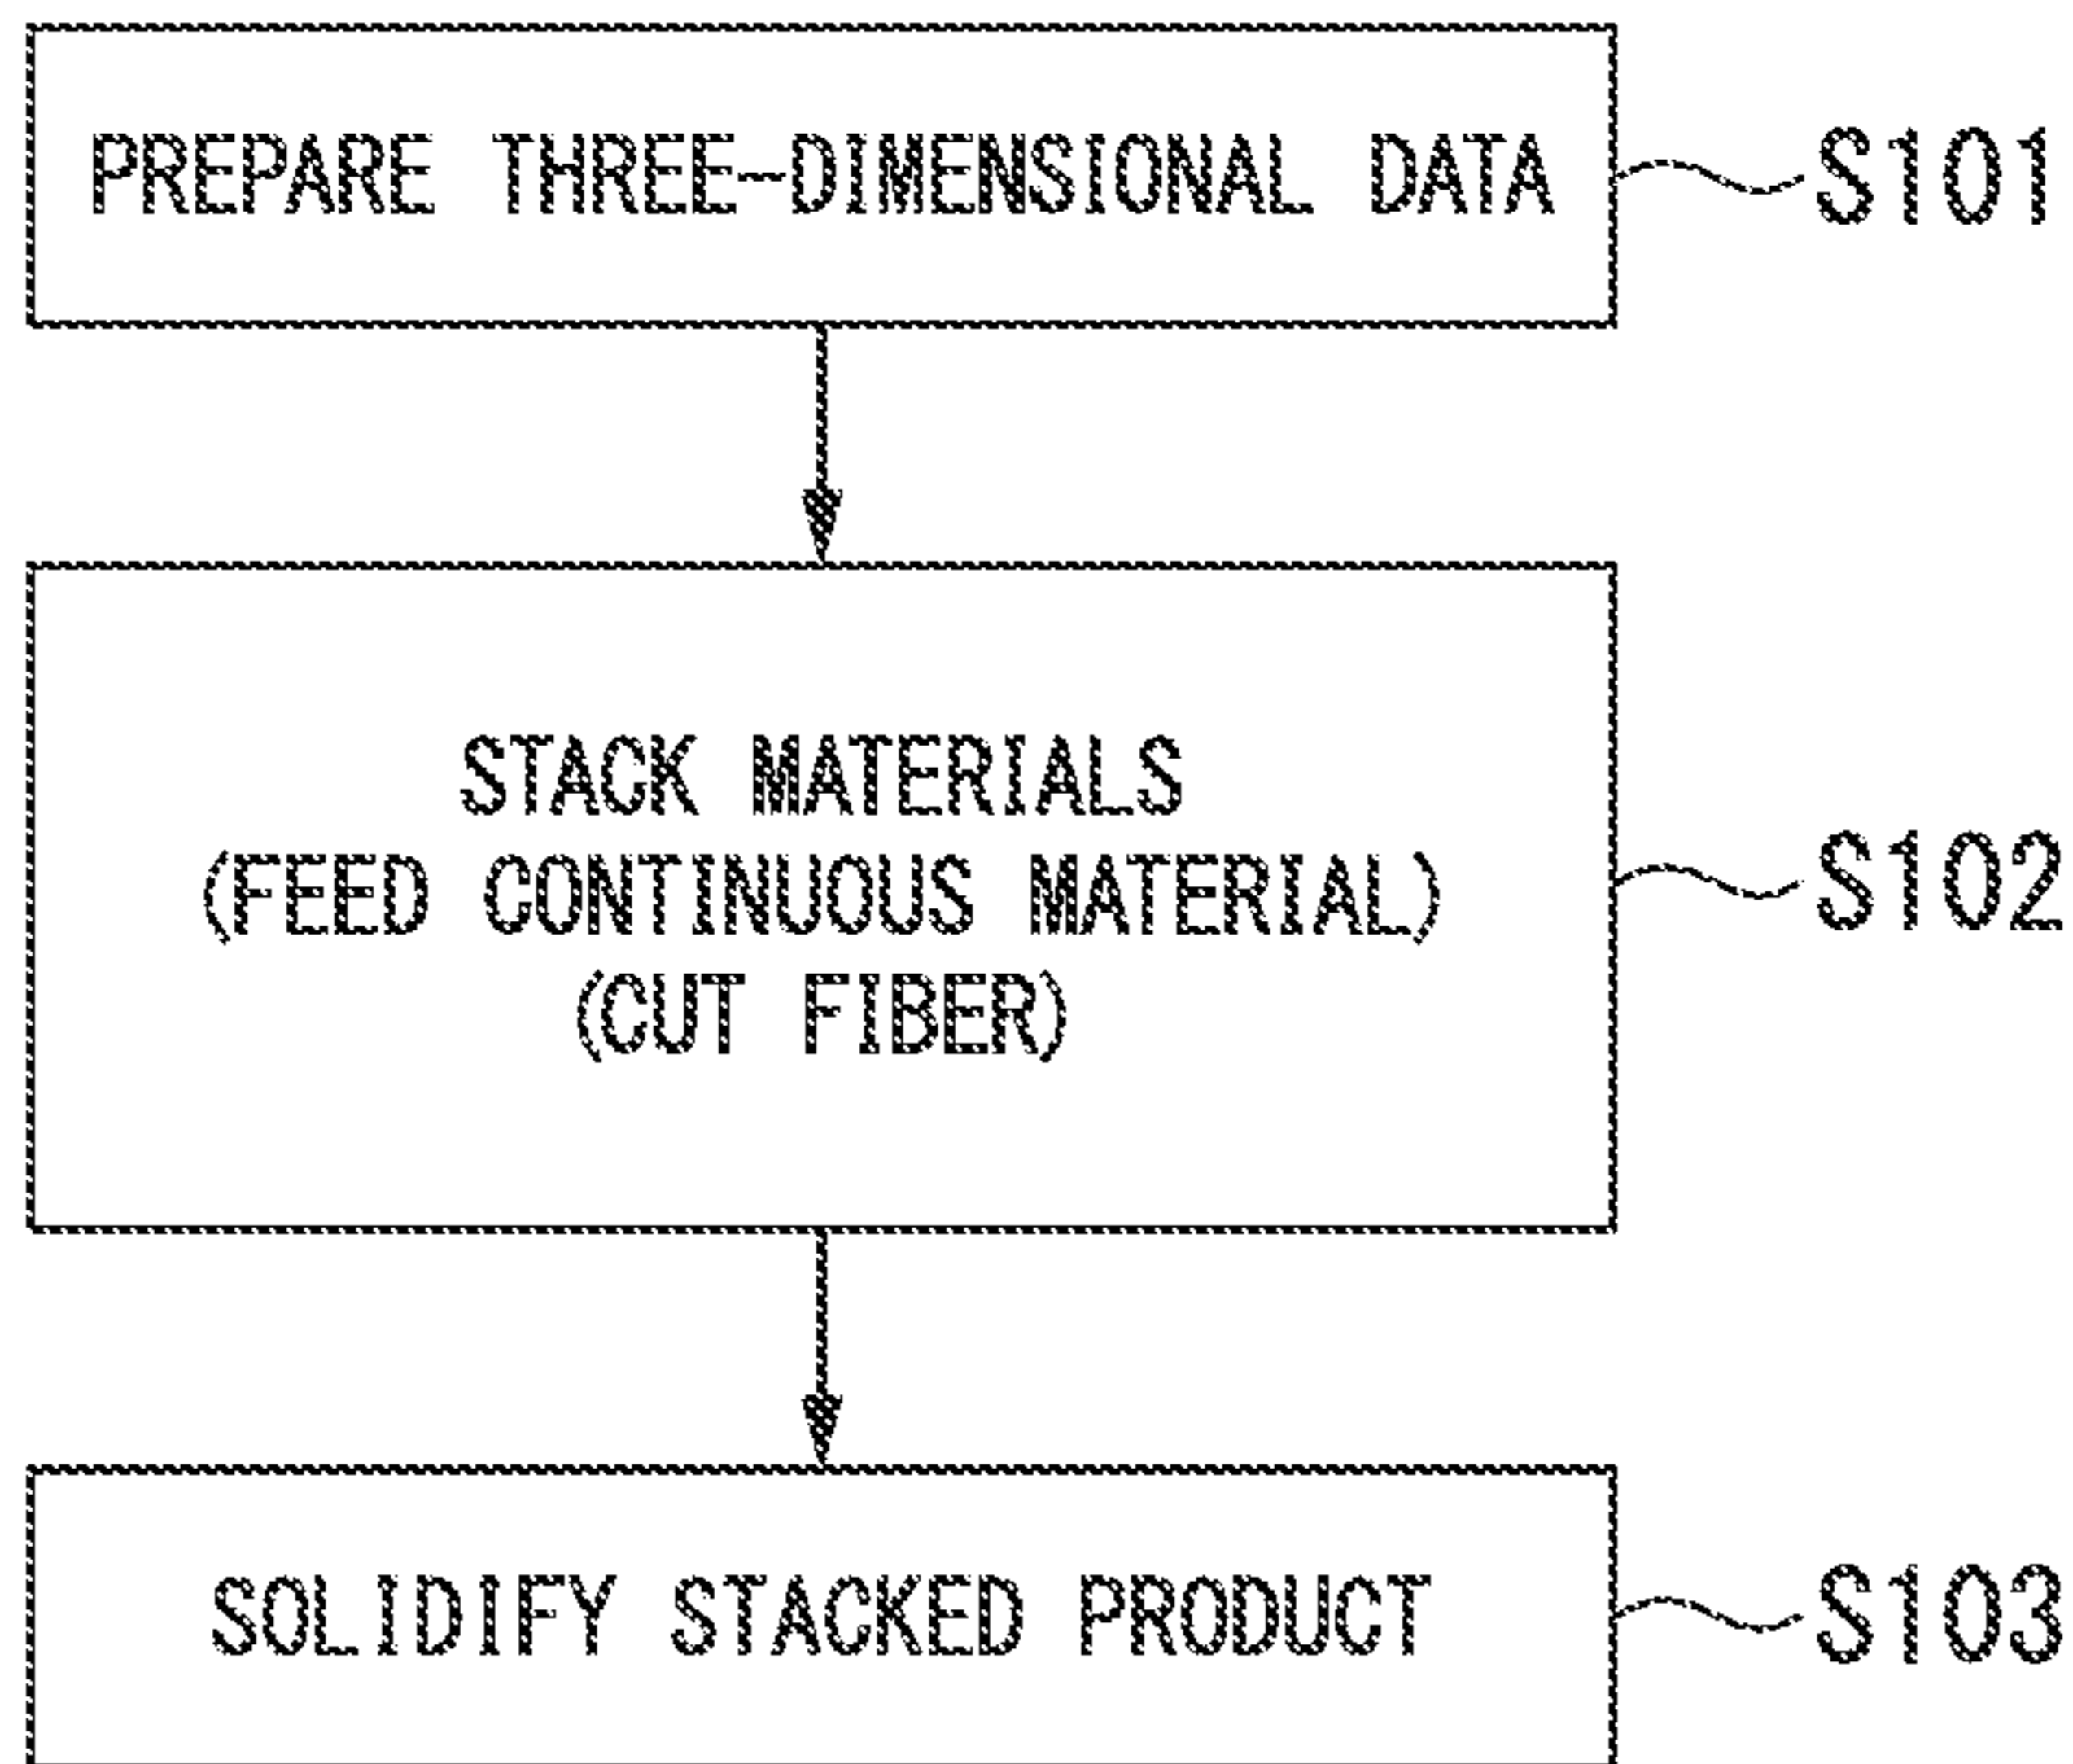 PREPARE THREE-DIMENSIONAL DATA
S101
STACK MATERIALS
(FEED CONTINUOUS MATERIAL)
(CUT FIBER)
S102
SOLIDIFY STACKED PRODUCT
S103